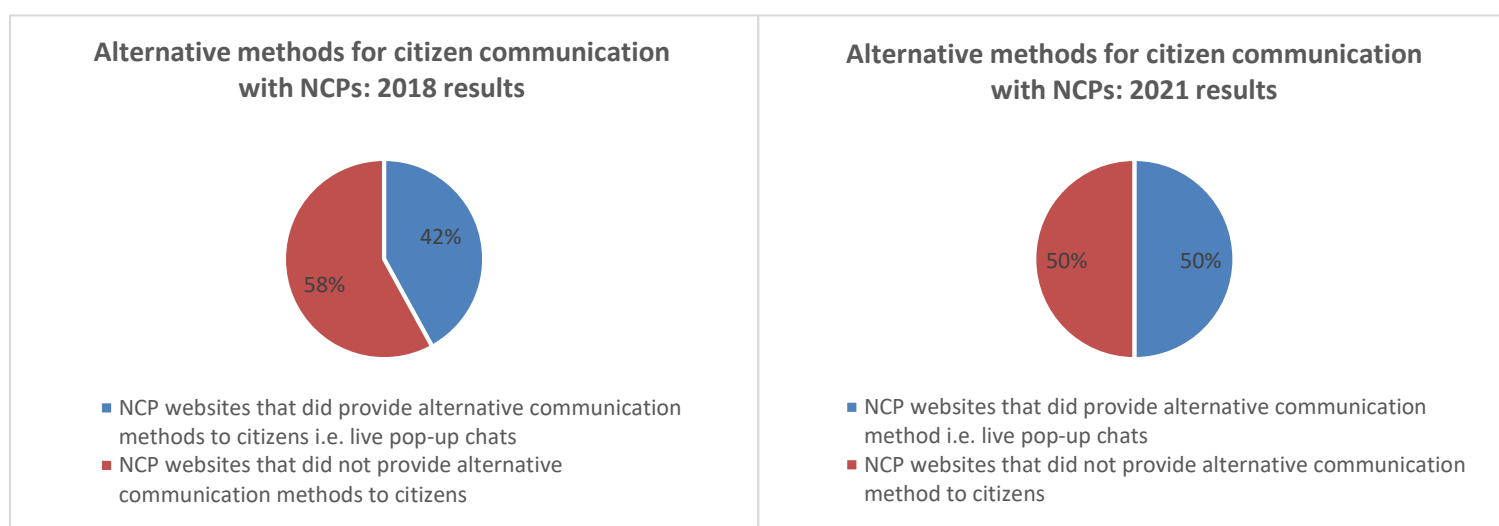 Alternative methods for citizen communication
with NCPs: 2018 results
42%
58%
■ NCP websites that did provide alternative communication
methods to citizens i.e. live pop-up chats
■ NCP websites that did not provide alternative
communication methods to citizens
Alternative methods for citizen communication
with NCPs: 2021 results
50%
50%
■ NCP websites that did provide alternative communication
method i.e. live pop-up chats
■ NCP websites that did not provide alternative communication
method to citizens